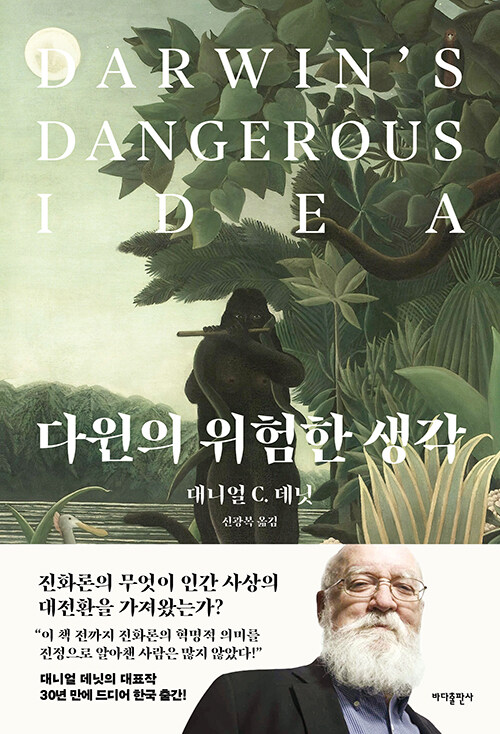 DARWIN'S
DANGEROUS
IDEA
다윈의 위험한 생각
대니얼 C. 데닛
신광복 옮김
진화론의 무엇이 인간 사상의
대전환을 가져왔는가?
“이 책 전까지 진화론의 혁명적 의미를
진정으로 알아챈 사람은 많지 않았다!”
대니얼 데닛의 대표작
30년 만에 드디어 한국 출간!
바다출판사